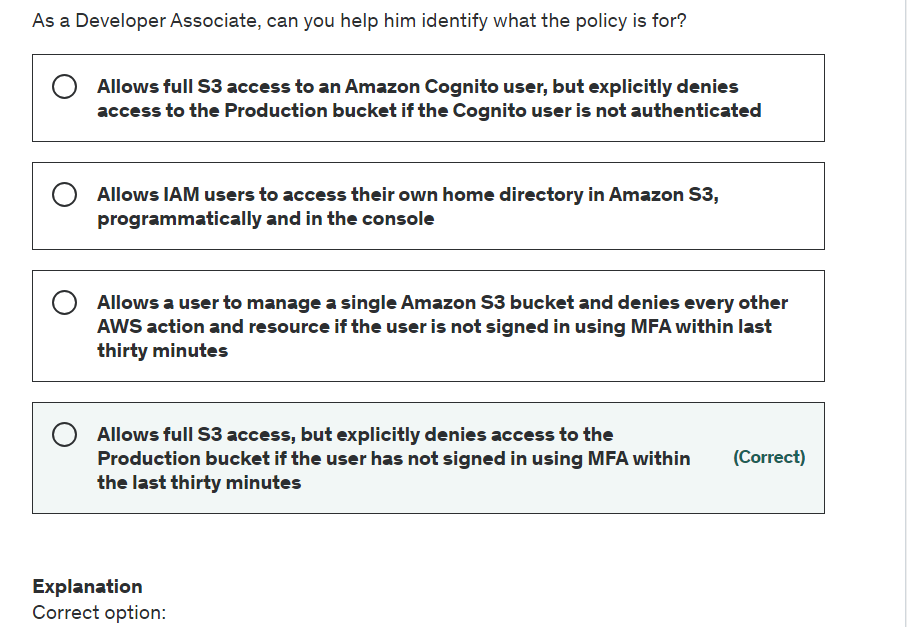 As a Developer Associate, can you help him identify what the policy is for?
Allows full S3 access to an Amazon Cognito user, but explicitly denies
access to the Production bucket if the Cognito user is not authenticated
Allows IAM users to access their own home directory in Amazon S3,
programmatically and in the console
Allows a user to manage a single Amazon S3 bucket and denies every other
AWS action and resource if the user is not signed in using MFA within last
thirty minutes
Allows full S3 access, but explicitly denies access to the
Production bucket if the user has not signed in using MFA within
the last thirty minutes
(Correct)
Explanation
Correct option: